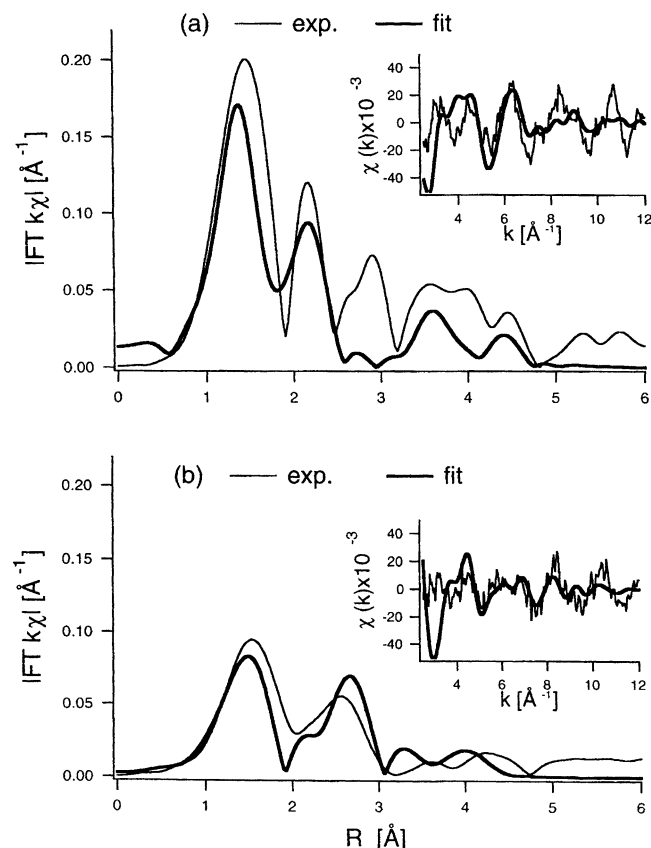 (a) exp. fit
|FT kχ| [Å⁻¹]
0.20
0.15
0.10
0.05
0.00
0 1 2 3 4 5 6
χ (k)x10 ⁻³
40
20
0
-20
-40
4 6 8 10 12
k [Å⁻¹]
(b) exp. fit
|FT kχ| [Å⁻¹]
0.20
0.15
0.10
0.05
0.00
0 1 2 3 4 5 6
R [Å]
χ (k)x10 ⁻³
40
20
0
-20
-40
4 6 8 10 12
k [Å⁻¹]